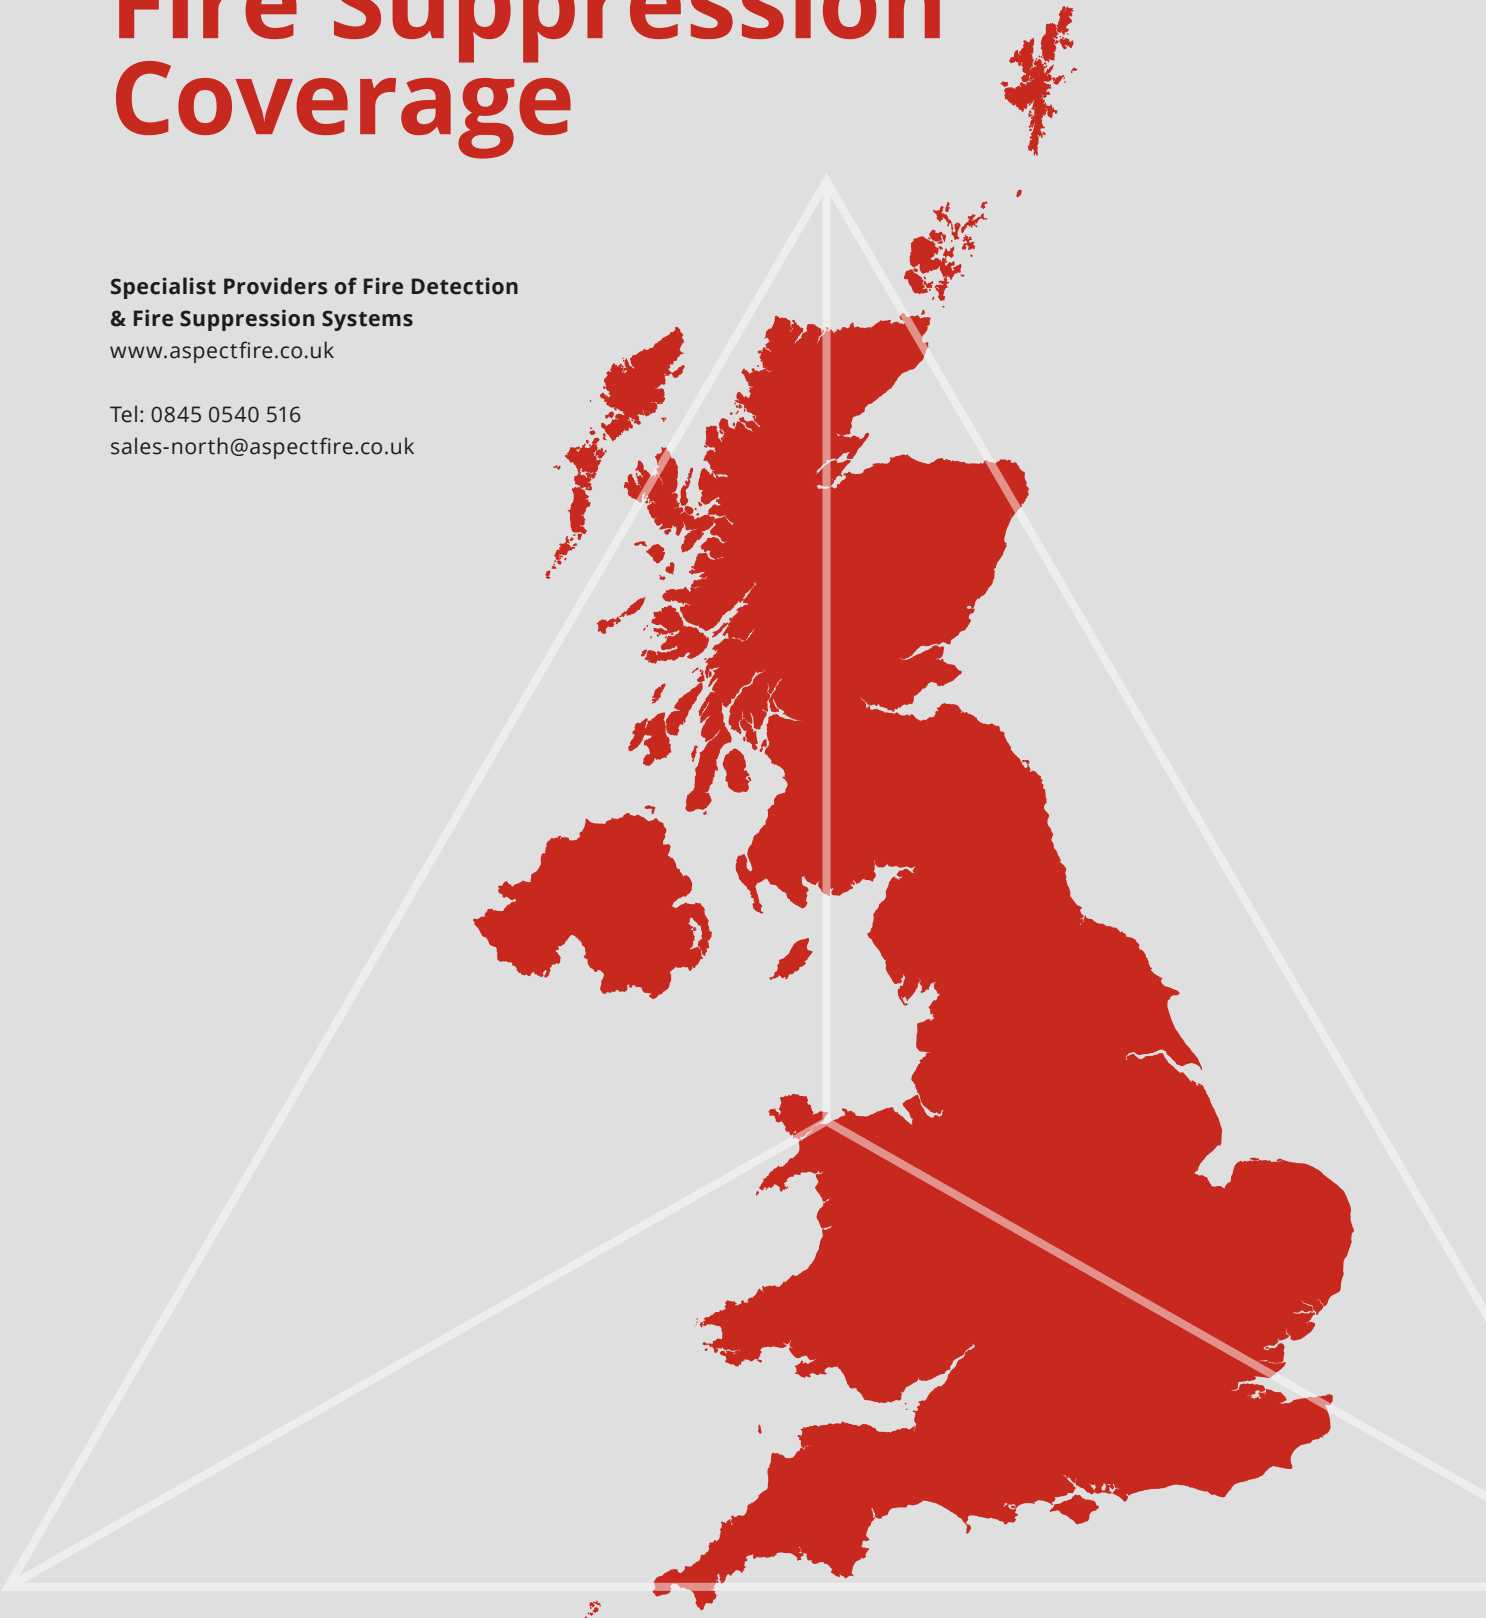 Fire Suppression
Coverage
Specialist Providers of Fire Detection
& Fire Suppression Systems
www.aspectfire.co.uk
Tel: 0845 0540 516
sales-north@aspectfire.co.uk